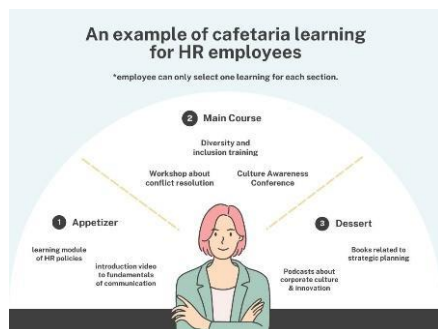 An example of cafetaria learning
for HR employees
*employee can only select one learning for each section.
2 Main Course
Diversity and
inclusion training
Workshop about
conflict resolution
Culture Awareness
Conference
1 Appetizer
learning module
of HR policies
introduction video
to fundementals
of communication
3 Dessert
Books related to
strategic planning
Podcasts about
corporate culture
& innovation